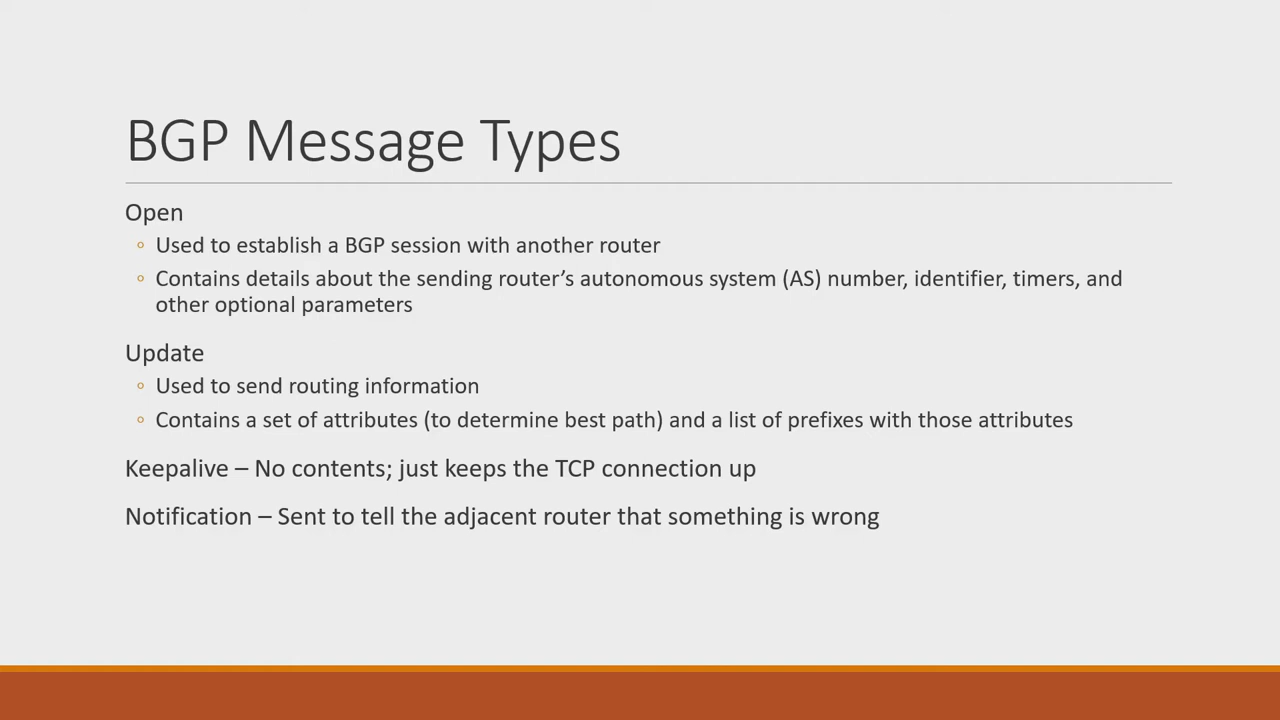 BGP Message Types
Open
◦ Used to establish a BGP session with another router
◦ Contains details about the sending router’s autonomous system (AS) number, identifier, timers, and
other optional parameters
Update
◦ Used to send routing information
◦ Contains a set of attributes (to determine best path) and a list of prefixes with those attributes
Keepalive – No contents; just keeps the TCP connection up
Notification – Sent to tell the adjacent router that something is wrong